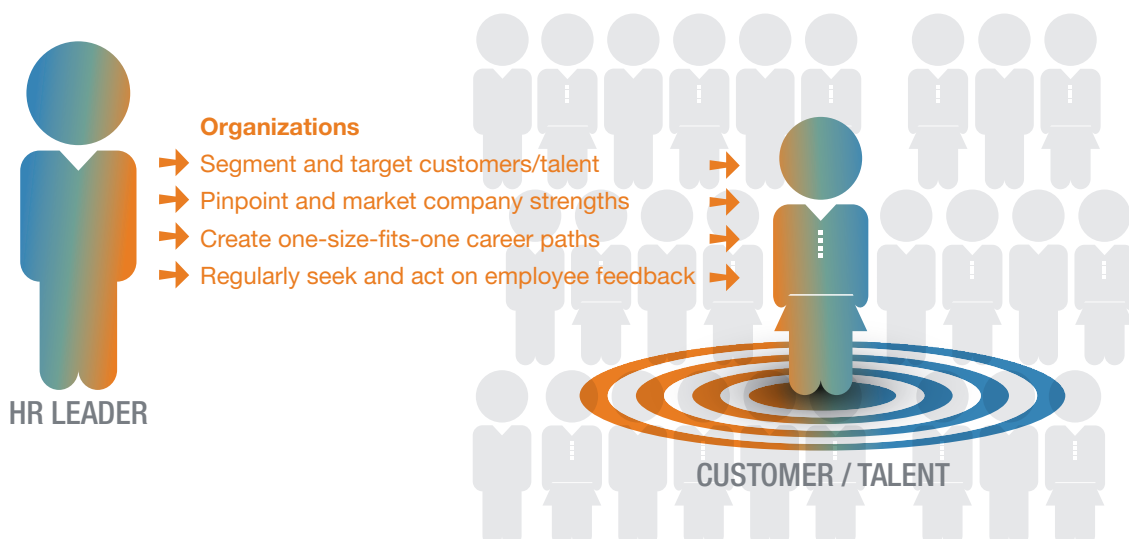 Organizations
Segment and target customers/talent
Pinpoint and market company strengths
Create one-size-fits-one career paths
Regularly seek and act on employee feedback
HR LEADER
CUSTOMER / TALENT